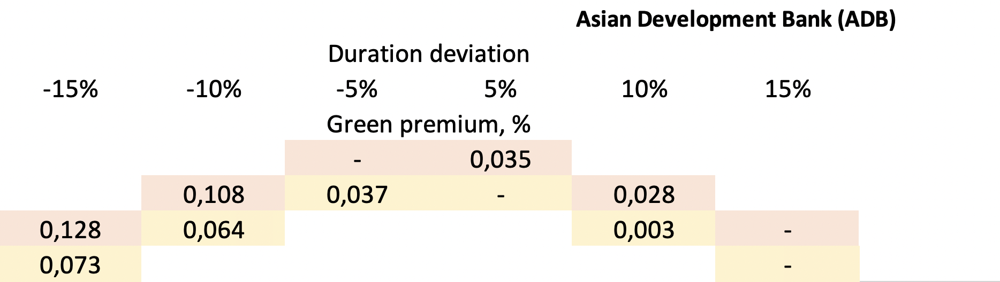 Asian Development Bank (ADB)
Duration deviation
-15% -10% -5% 5% 10% 15%
Green premium, %
- 0,035
0,108 0,037 - 0,028
0,128 0,064 0,003 -
0,073 -